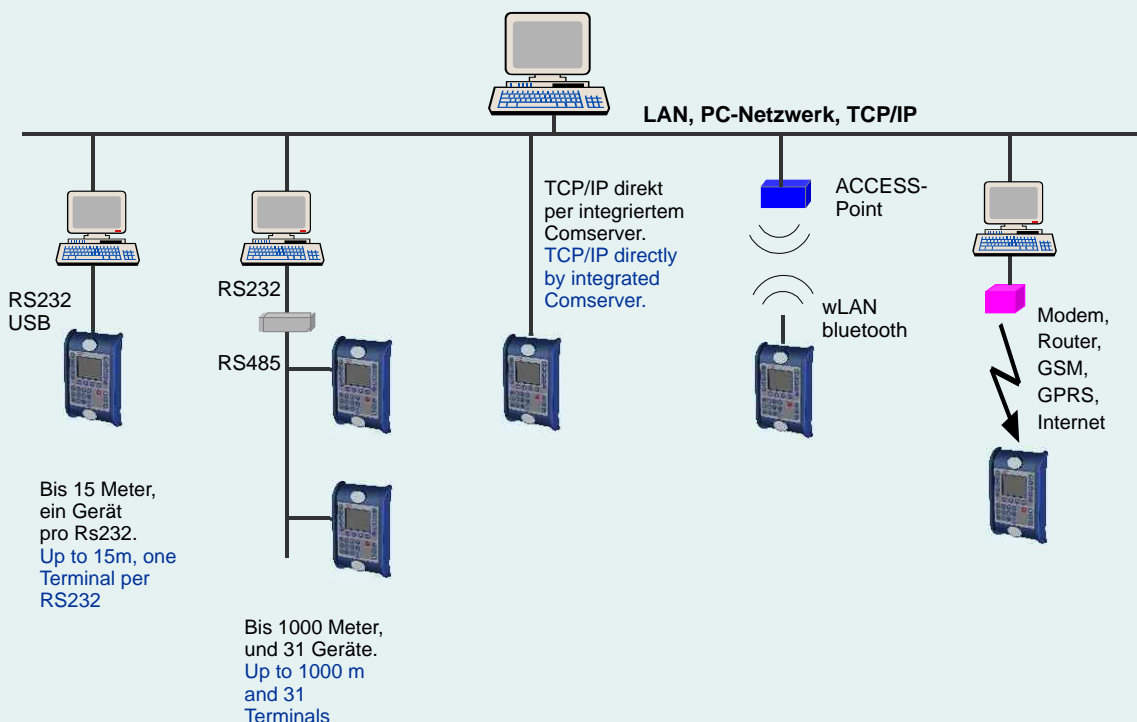 LAN, PC-Netzwerk, TCP/IP
RS232
USB
Bis 15 Meter,
ein Gerät
pro Rs232.
Up to 15m, one
Terminal per
RS232
RS232
RS485
Bis 1000 Meter,
und 31 Geräte.
Up to 1000 m
and 31
Terminals
TCP/IP direkt
per integriertem
Comserver.
TCP/IP directly
by integrated
Comserver.
ACCESS-
Point
wLAN
bluetooth
Modem,
Router,
GSM,
GPRS,
Internet